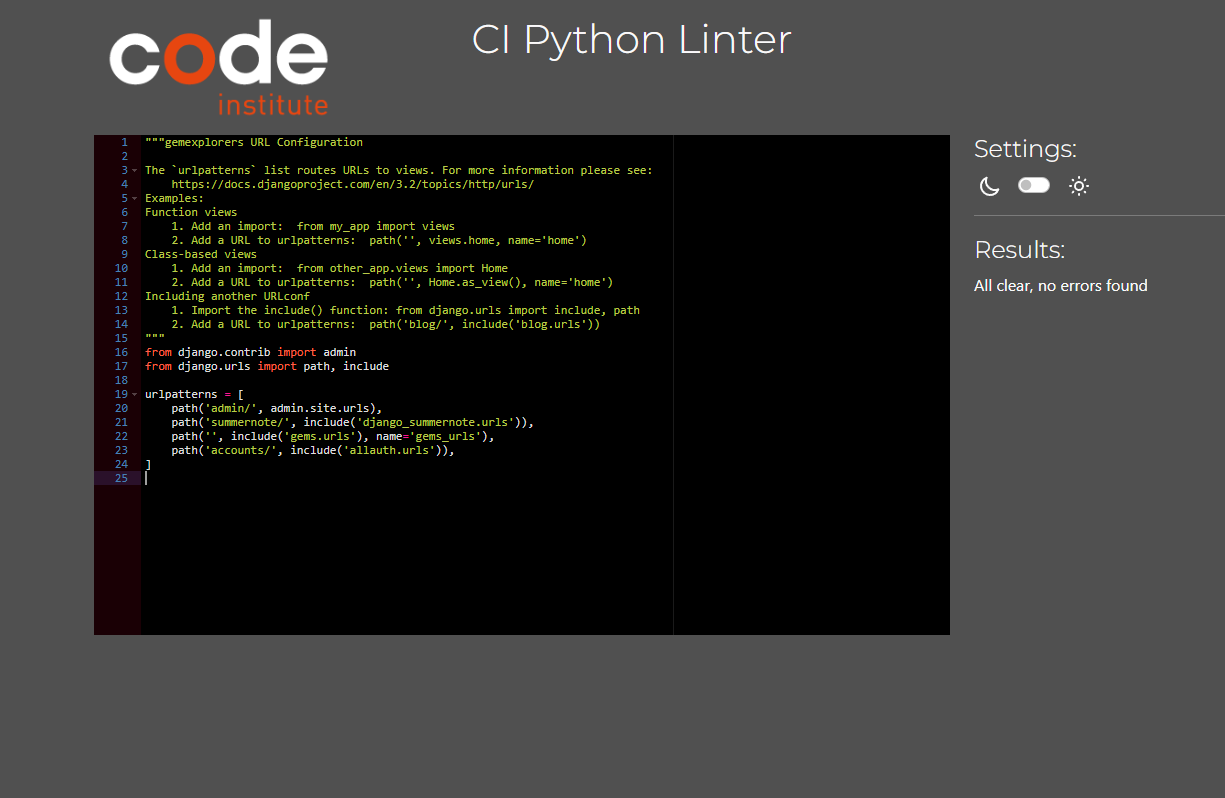 code
institute
CI Python Linter
1 """gemexplorers URL Configuration
2
3 The `urlpatterns` list routes URLs to views. For more information please see:
4     https://docs.djangoproject.com/en/3.2/topics/http/urls/
5 Examples:
6 Function views
7     1. Add an import:  from my_app import views
8     2. Add a URL to urlpatterns:  path('', views.home, name='home')
9 Class-based views
10     1. Add an import:  from other_app.views import Home
11     2. Add a URL to urlpatterns:  path('', Home.as_view(), name='home')
12 Including another URLconf
13     1. Import the include() function: from django.urls import include, path
14     2. Add a URL to urlpatterns:  path('blog/', include('blog.urls'))
15 """
16 from django.contrib import admin
17 from django.urls import path, include
18
19 urlpatterns = [
20     path('admin/', admin.site.urls),
21     path('summernote/', include('django_summernote.urls')),
22     path('', include('gems.urls'), name='gems_urls'),
23     path('accounts/', include('allauth.urls')),
24 ]
25
Settings:
Results:
All clear, no errors found